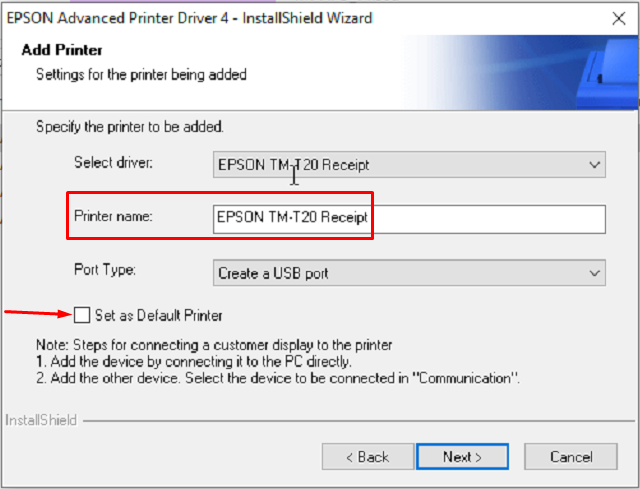 EPSON Advanced Printer Driver 4 - InstallShield Wizard
Add Printer
Settings for the printer being added
Specify the printer to be added.
Select driver: EPSON TM-T20 Receipt
Printer name: EPSON TM-T20 Receipt
Port Type: Create a USB port
Set as Default Printer
Note: Steps for connecting a customer display to the printer
1. Add the device by connecting it to the PC directly.
2. Add the other device. Select the device to be connected in "Communication".
InstallShield
< Back Next > Cancel